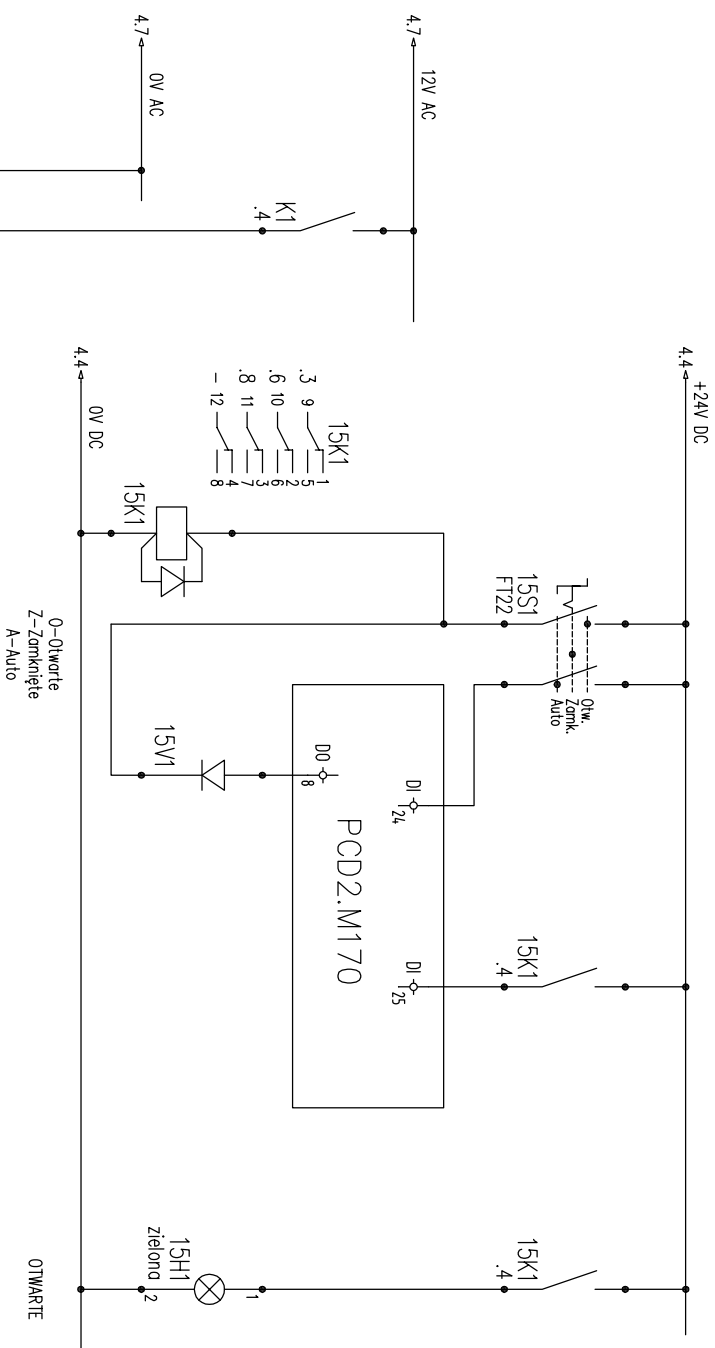 4.7
12V AC
4.7
0V AC
K1
.4
4.4
+24V DC
15S1
FT22
Otw.
Zamk.
Auto
15K1
.4
15K1
.4
DI
24
DI
25
PCD2.M170
DO
8
15K1
.3 9 1 5
.6 10 2 6
.8 11 3 7
- 12 4 8
15K1
15V1
15H1
zielona
1
2
4.4
0V DC
O-Otwarte
Z-Zamknięte
A-Auto
OTWARTE